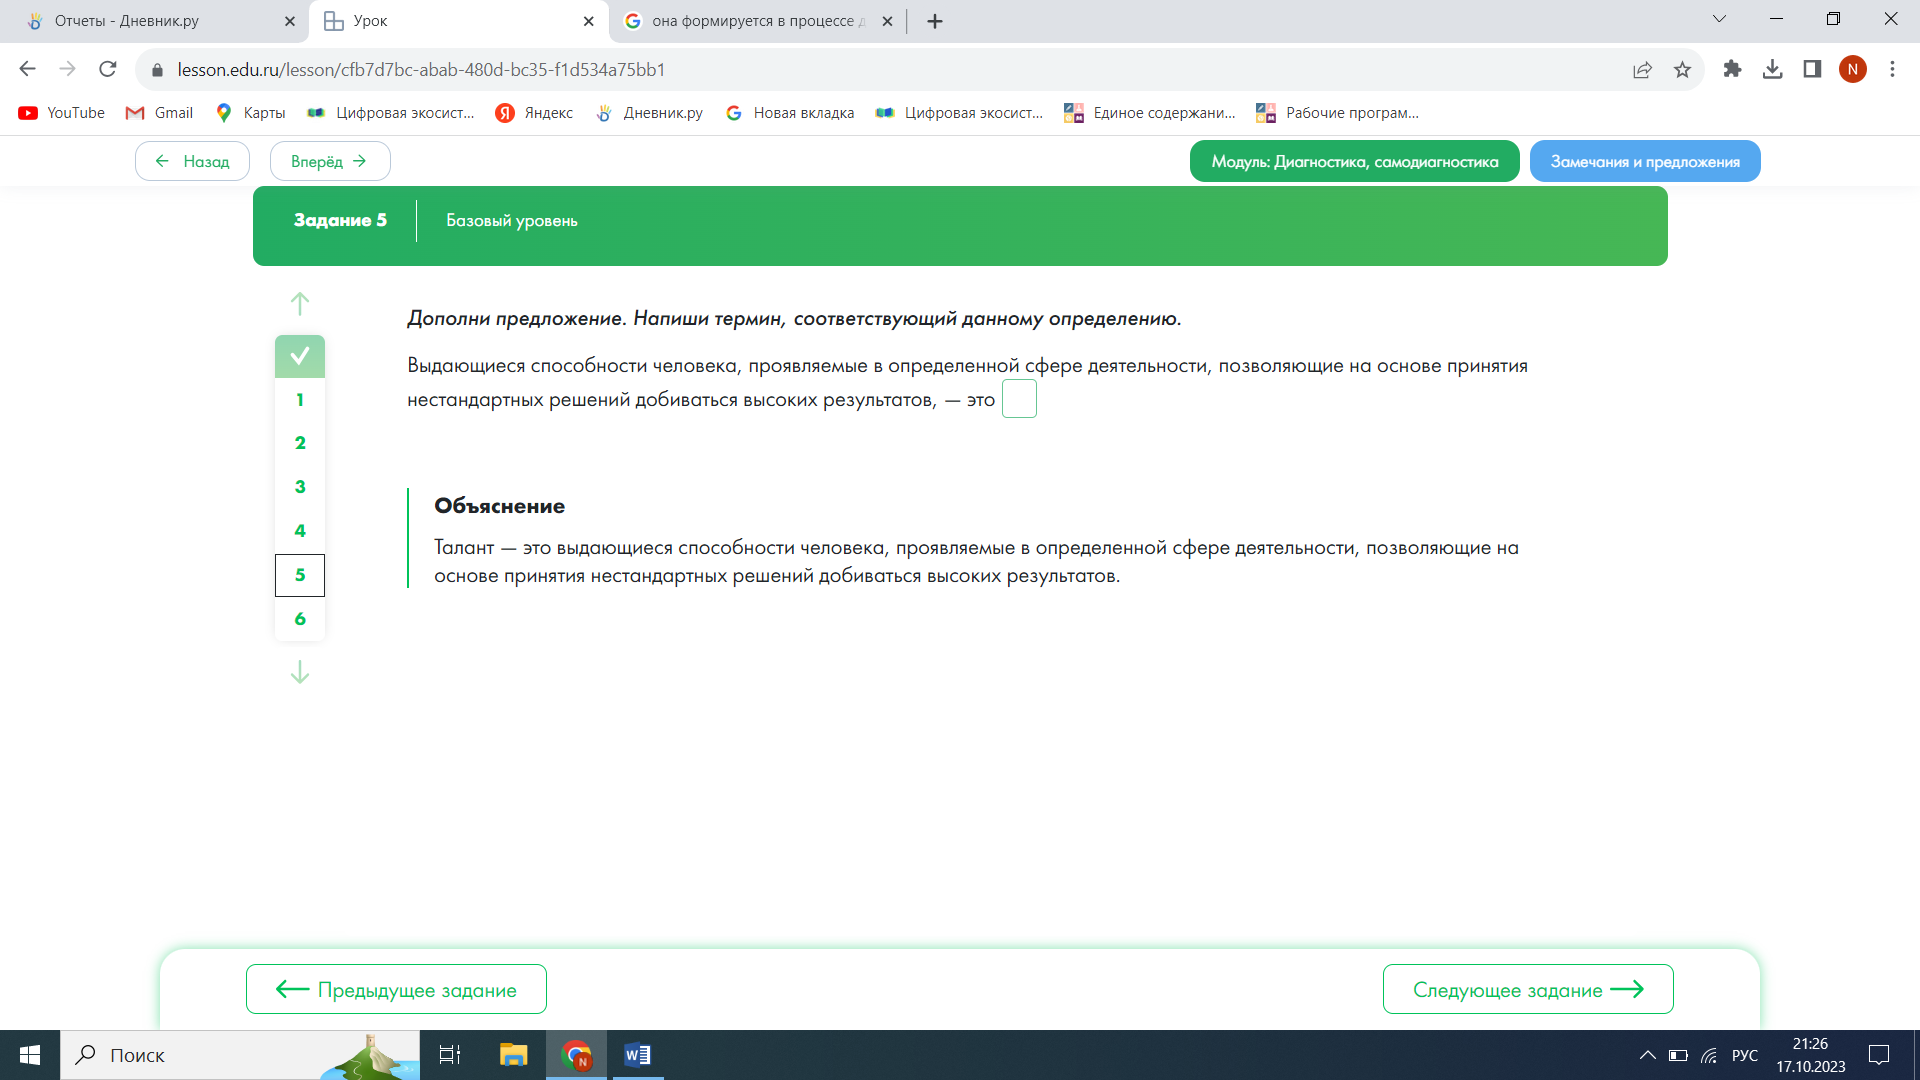 Отчеты - Дневник.ру
Урок
она формируется в процессе д
lesson.edu.ru/lesson/cfb7d7bc-abab-480d-bc35-f1d534a75bb1
N
YouTube
Gmail
Карты
Цифровая экосист...
Яндекс
Дневник.ру
Новая вкладка
Цифровая экосист...
Единое содержани...
Рабочие програм...
Назад
Вперёд
Модуль: Диагностика, самодиагностика
Замечания и предложения
Задание 5
Базовый уровень
Дополни предложение. Напиши термин, соответствующий данному определению.
Выдающиеся способности человека, проявляемые в определенной сфере деятельности, позволяющие на основе принятия
нестандартных решений добиваться высоких результатов, — это
1
2
3
4
5
6
Объяснение
Талант — это выдающиеся способности человека, проявляемые в определенной сфере деятельности, позволяющие на
основе принятия нестандартных решений добиваться высоких результатов.
Предыдущее задание
Следующее задание
Поиск
РУС
21:26
17.10.2023